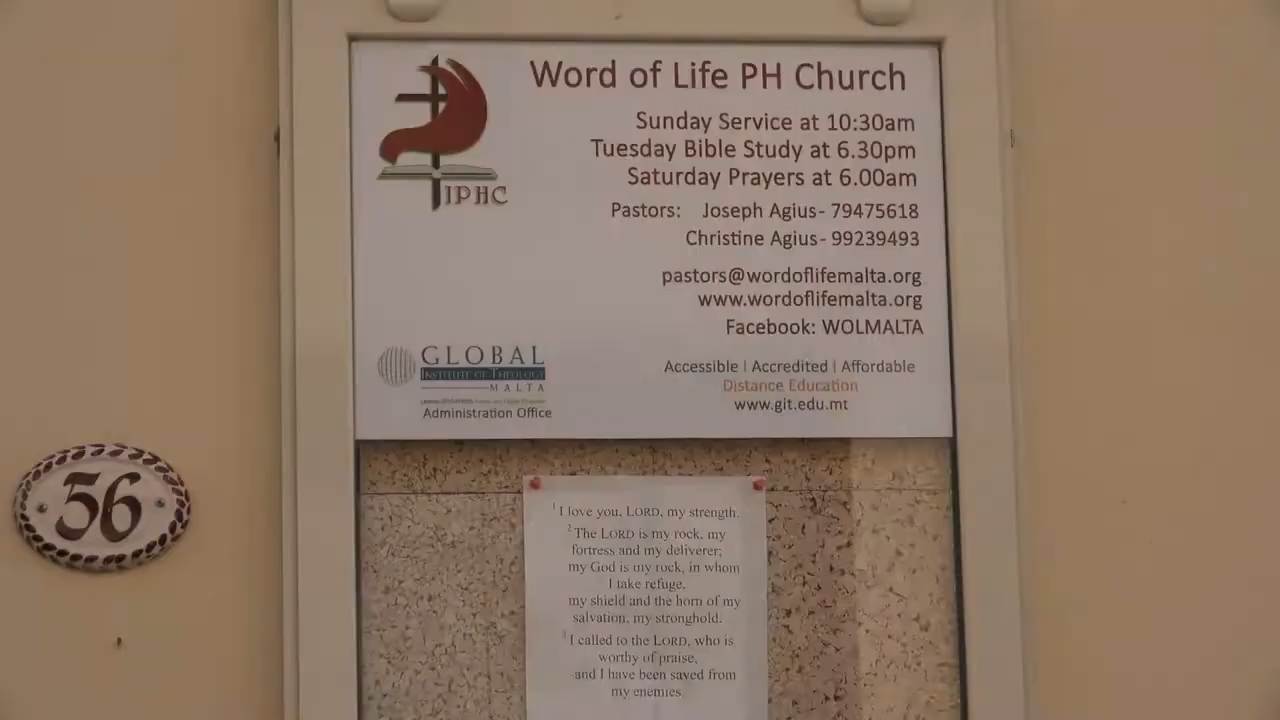 Word of Life PH Church
Sunday Service at 10:30am
Tuesday Bible Study at 6.30pm
Saturday Prayers at 6.00am
IPHC
Pastors: Joseph Agius- 79475618
Christine Agius- 99239493
pastors@wordoflifemalta.org
www.wordoflifemalta.org
Facebook: WOLMALTA
GLOBAL
INSTITUTE OF THEOLOGY
MALTA
Administration Office
Accessible | Accredited | Affordable
Distance Education
www.git.edu.mt
56
1 I love you, LORD, my strength.
2 The LORD is my rock, my
fortress and my deliverer;
my God is my rock, in whom
I take refuge,
my shield and the horn of my
salvation, my stronghold.
3 I called to the LORD, who is
worthy of praise,
and I have been saved from
my enemies.